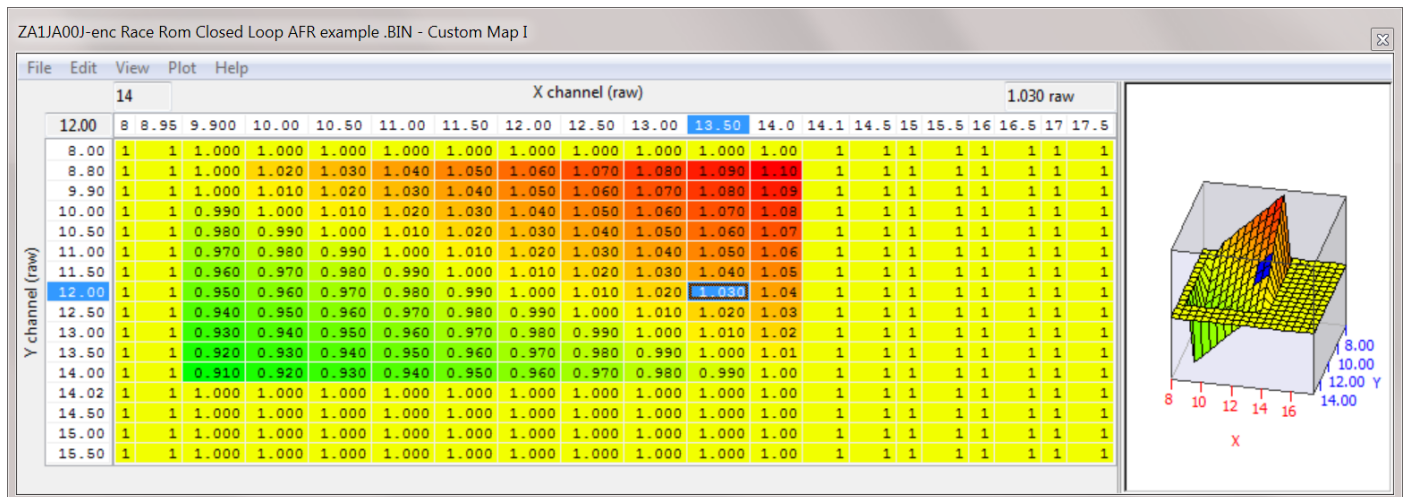 ZA1JA00J-enc Race Rom Closed Loop AFR example .BIN - Custom Map I
File Edit View Plot Help
14 X channel (raw) 1.030 raw
12.00 8 8.95 9.900 10.00 10.50 11.00 11.50 12.00 12.50 13.00 13.50 14.0 14.1 14.5 15 15.5 16 16.5 17 17.5
8.00 1 1 1.000 1.000 1.000 1.000 1.000 1.000 1.000 1.000 1.000 1.00 1 1 1 1 1 1 1 1
8.80 1 1 1.000 1.020 1.030 1.040 1.050 1.060 1.070 1.080 1.090 1.10 1 1 1 1 1 1 1 1
9.90 1 1 1.000 1.010 1.020 1.030 1.040 1.050 1.060 1.070 1.080 1.09 1 1 1 1 1 1 1 1
10.00 1 1 0.990 1.000 1.010 1.020 1.030 1.040 1.050 1.060 1.070 1.08 1 1 1 1 1 1 1 1
10.50 1 1 0.980 0.990 1.000 1.010 1.020 1.030 1.040 1.050 1.060 1.07 1 1 1 1 1 1 1 1
11.00 1 1 0.970 0.980 0.990 1.000 1.010 1.020 1.030 1.040 1.050 1.06 1 1 1 1 1 1 1 1
11.50 1 1 0.960 0.970 0.980 0.990 1.000 1.010 1.020 1.030 1.040 1.05 1 1 1 1 1 1 1 1
12.00 1 1 0.950 0.960 0.970 0.980 0.990 1.000 1.010 1.020 1.030 1.04 1 1 1 1 1 1 1 1
12.50 1 1 0.940 0.950 0.960 0.970 0.980 0.990 1.000 1.010 1.020 1.03 1 1 1 1 1 1 1 1
13.00 1 1 0.930 0.940 0.950 0.960 0.970 0.980 0.990 1.000 1.010 1.02 1 1 1 1 1 1 1 1
13.50 1 1 0.920 0.930 0.940 0.950 0.960 0.970 0.980 0.990 1.000 1.01 1 1 1 1 1 1 1 1
14.00 1 1 0.910 0.920 0.930 0.940 0.950 0.960 0.970 0.980 0.990 1.00 1 1 1 1 1 1 1 1
14.02 1 1 1.000 1.000 1.000 1.000 1.000 1.000 1.000 1.000 1.000 1.00 1 1 1 1 1 1 1 1
14.50 1 1 1.000 1.000 1.000 1.000 1.000 1.000 1.000 1.000 1.000 1.00 1 1 1 1 1 1 1 1
15.00 1 1 1.000 1.000 1.000 1.000 1.000 1.000 1.000 1.000 1.000 1.00 1 1 1 1 1 1 1 1
15.50 1 1 1.000 1.000 1.000 1.000 1.000 1.000 1.000 1.000 1.000 1.00 1 1 1 1 1 1 1 1
Y channel (raw)
8.00
10.00
12.00 Y
14.00
8 10 12 14 16
X